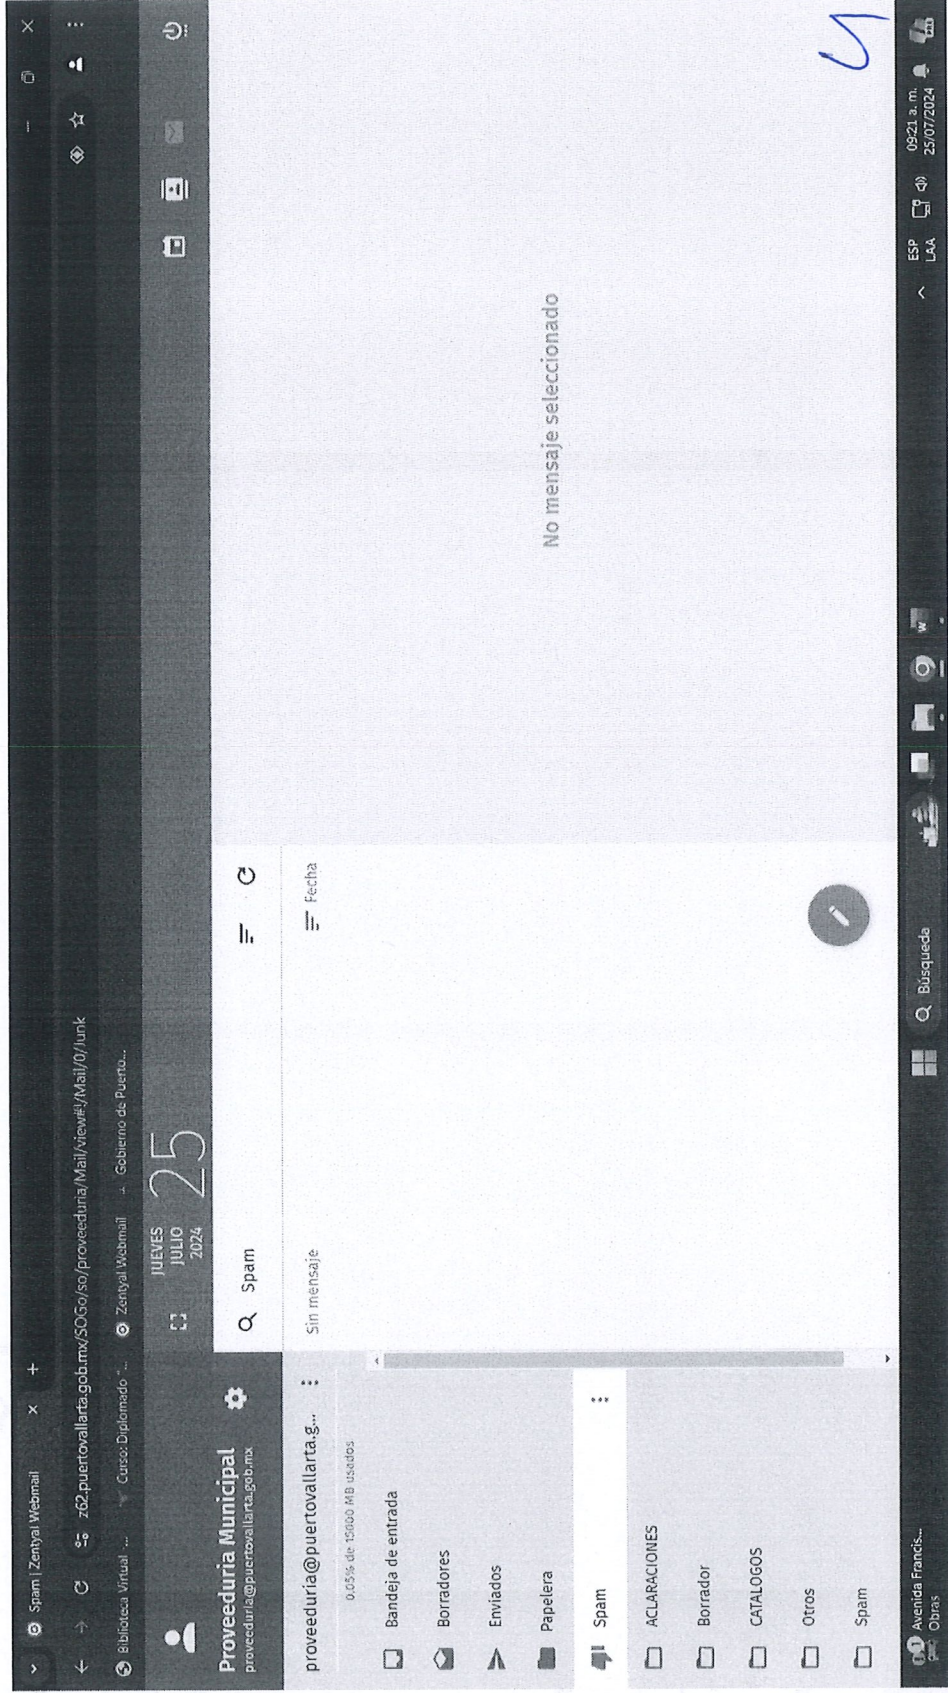 Spam | Zentyal Webmail
z62.puertovallarta.gob.mx/SOGo/so/proveeduria/Mail/view#!/Mail/0/Junk
Biblioteca Virtual -...
Curso: Diplomado "...
Zentyal Webmail
Gobierno de Puerto...
Proveeduria Municipal
proveeduria@puertovallarta.gob.mx
JUEVES
JULIO
2024
25
proveeduria@puertovallarta.g...
0.05% de 15000 MB usados
Bandeja de entrada
Borradores
Enviados
Papelera
Spam
ACLARACIONES
Borrador
CATALOGOS
Otros
Spam
Spam
Sin mensaje
Fecha
No mensaje seleccionado
Avenida Francis...
Obras
Búsqueda
ESP
LAA
09:21 a. m.
25/07/2024